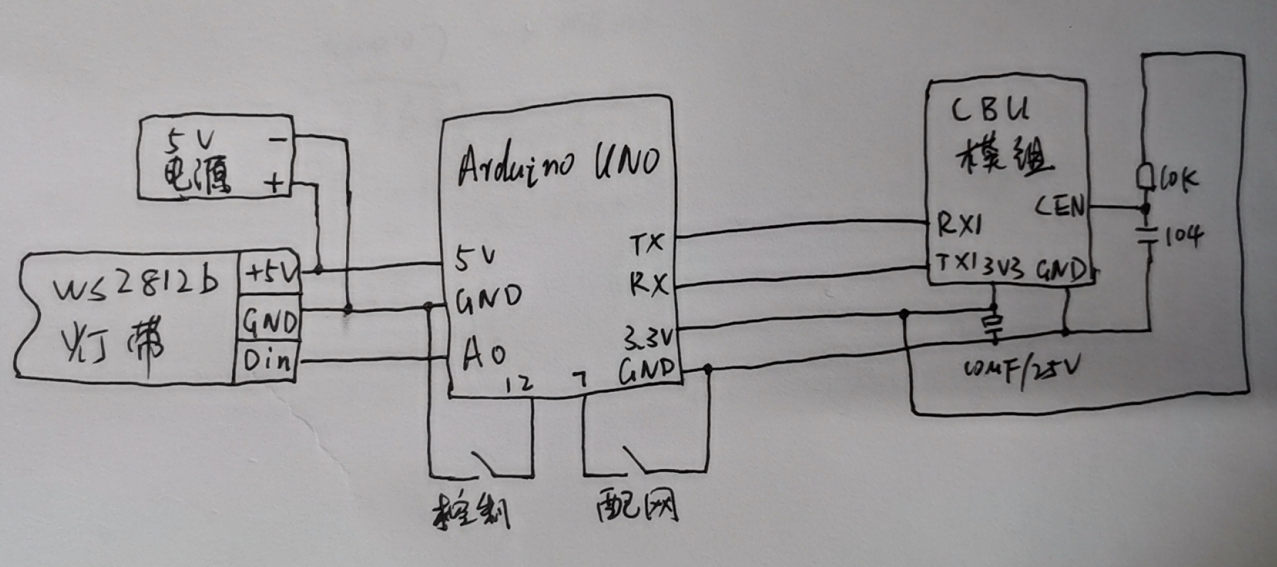 5V
电源
-
+
WS2812b
灯带
+5V
GND
Din
Arduino UNO
5V
GND
A0
12
7
TX
RX
3.3V
GND
控制
配网
CBU
模组
CEN
RX1
TX1
3V3
GND
10K
104
10uF/25V